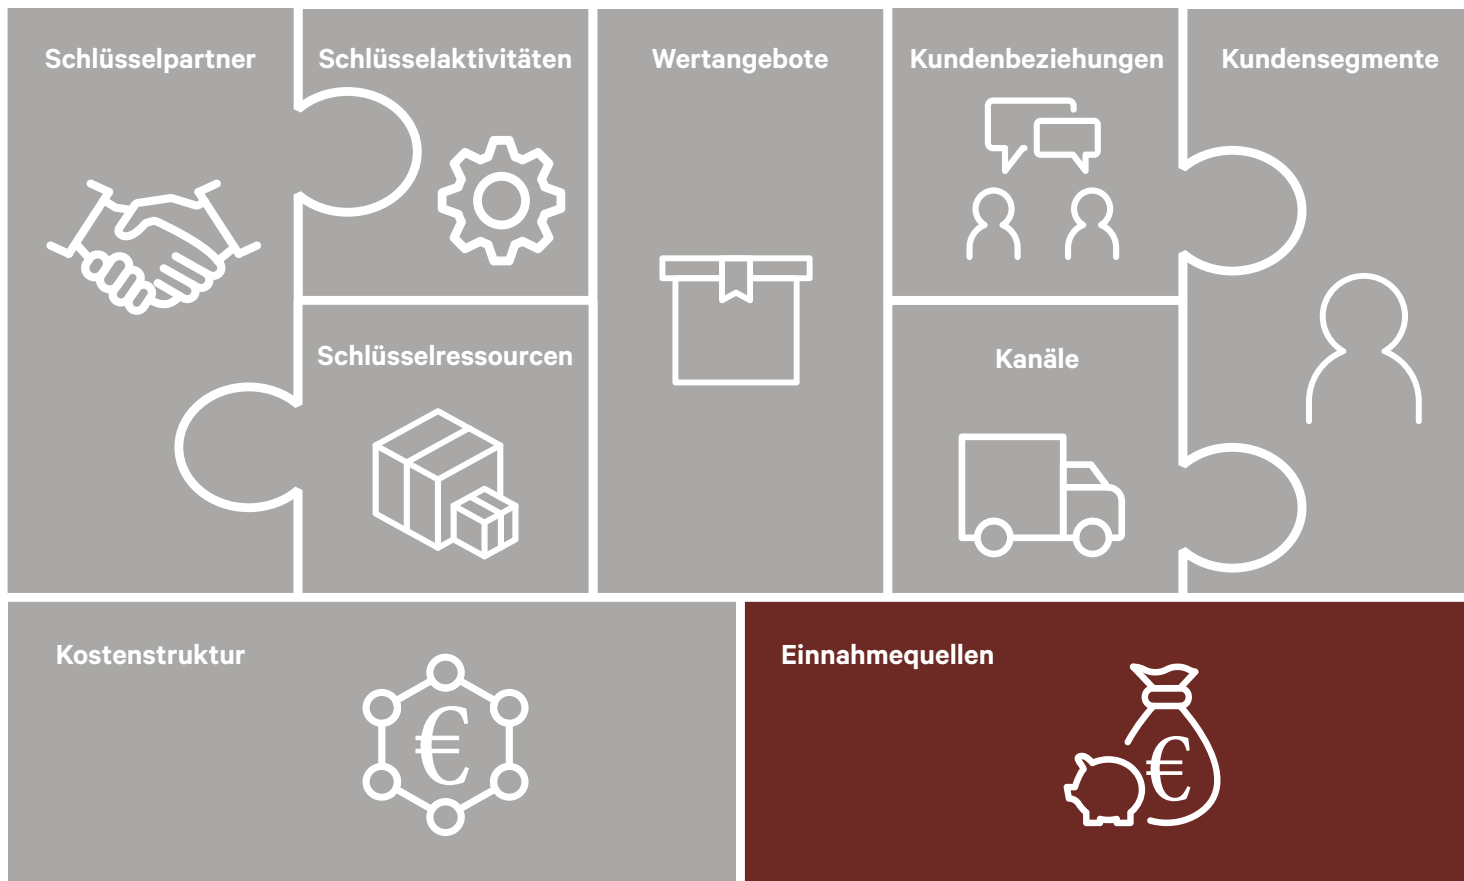 Schlüsselpartner
Schlüsselaktivitäten
Wertangebote
Kundenbeziehungen
Kundensegmente
Schlüsselressourcen
Kanäle
Kostenstruktur
€
Einnahmequellen
€